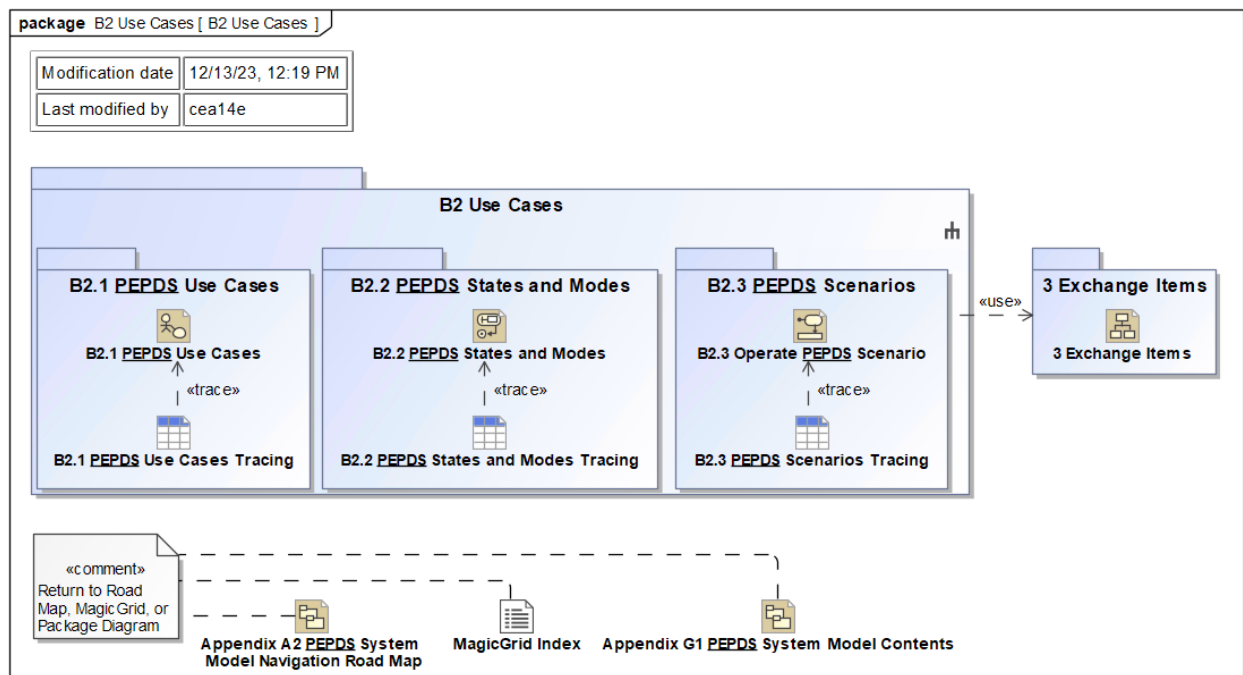 package B2 Use Cases [ B2 Use Cases ]
Modification date 12/13/23, 12:19 PM
Last modified by cea14e
B2 Use Cases
B2.1 PEPDS Use Cases
B2.1 PEPDS Use Cases
«trace»
B2.1 PEPDS Use Cases Tracing
B2.2 PEPDS States and Modes
B2.2 PEPDS States and Modes
«trace»
B2.2 PEPDS States and Modes Tracing
B2.3 PEPDS Scenarios
B2.3 Operate PEPDS Scenario
«trace»
B2.3 PEPDS Scenarios Tracing
«use»
3 Exchange Items
3 Exchange Items
«comment»
Return to Road
Map, MagicGrid, or
Package Diagram
Appendix A2 PEPDS System
Model Navigation Road Map
MagicGrid Index
Appendix G1 PEPDS System Model Contents